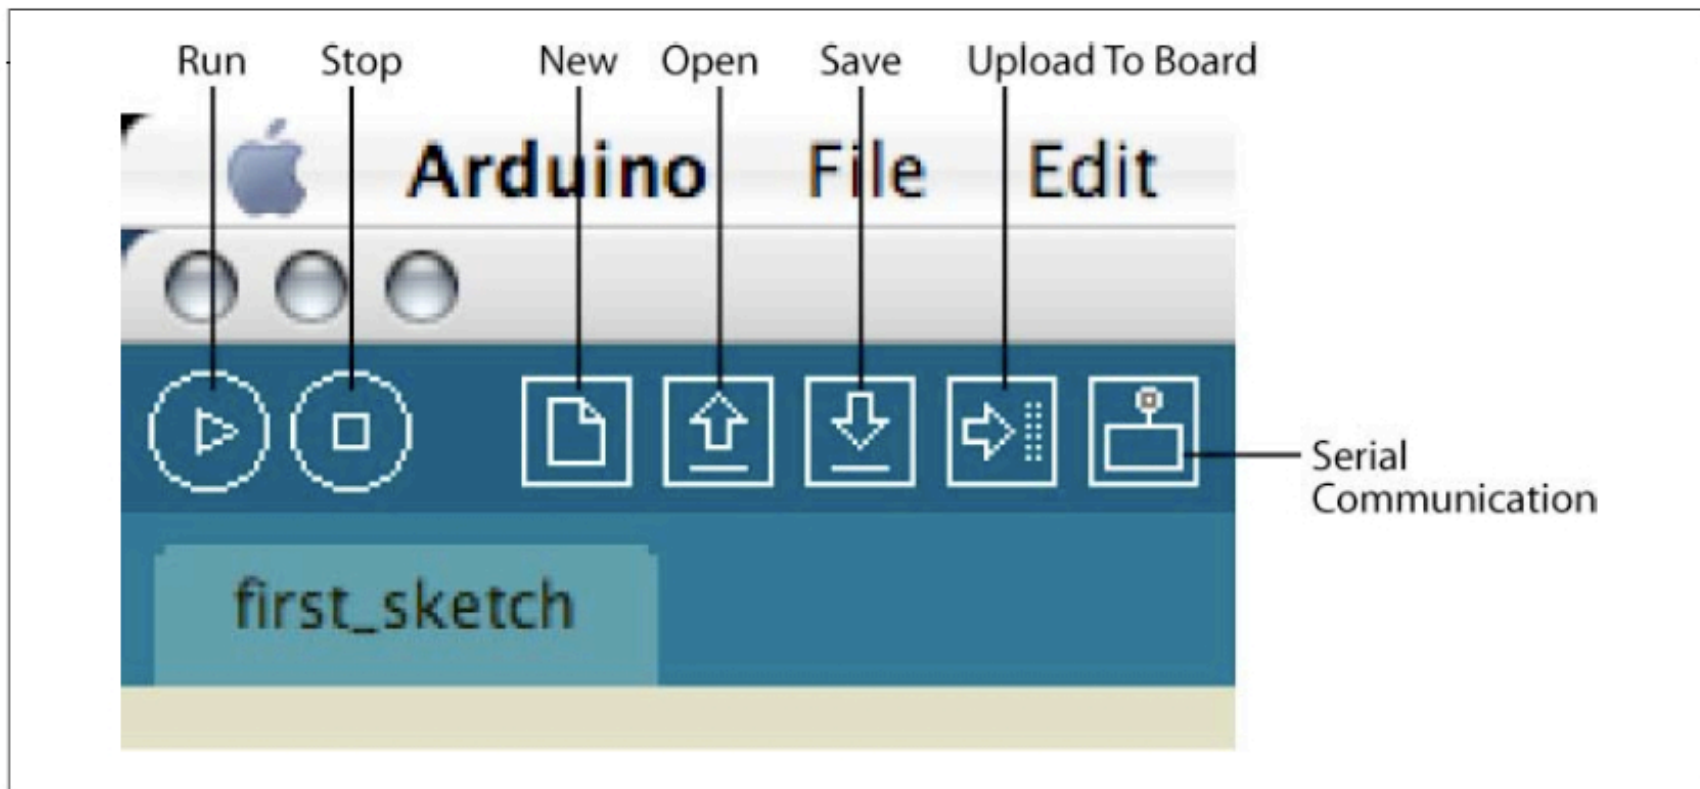 Run Stop New Open Save Upload To Board
Arduino File Edit
Serial
Communication
first_sketch